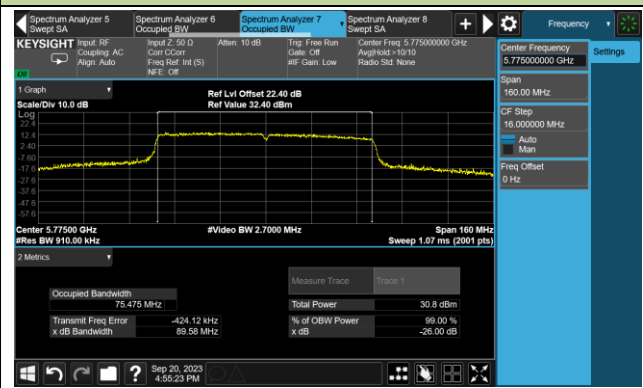 Spectrum Analyzer 5
Swept SA
Spectrum Analyzer 6
Occupied BW
Spectrum Analyzer 7
Occupied BW
Spectrum Analyzer 8
Swept SA
Frequency
KEYSIGHT
Input: RF
Coupling: AC
Align: Auto
Input Z: 50 Ω
Corr CCorr
Freq Ref: Int (S)
NFE: Off
Atten: 10 dB
Trig: Free Run
Gate: Off
#IF Gain: Low
Center Freq: 5.775000000 GHz
Avg|Hold:>10/10
Radio Std: None
Center Frequency
5.775000000 GHz
Settings
Span
160.00 MHz
CF Step
16.000000 MHz
Auto
Man
Freq Offset
0 Hz
1 Graph
Scale/Div 10.0 dB
Ref Lvl Offset 22.40 dB
Ref Value 32.40 dBm
Log
22.4
12.4
2.40
-7.60
-17.6
-27.6
-37.6
-47.6
-57.6
Center 5.77500 GHz
#Video BW 2.7000 MHz
Span 160 MHz
#Res BW 910.00 kHz
Sweep 1.07 ms (2001 pts)
2 Metrics
Measure Trace
Trace 1
Occupied Bandwidth
75.475 MHz
Total Power
30.8 dBm
Transmit Freq Error
-424.12 kHz
% of OBW Power
99.00 %
x dB Bandwidth
89.58 MHz
x dB
-26.00 dB
Sep 20, 2023
4:55:23 PM